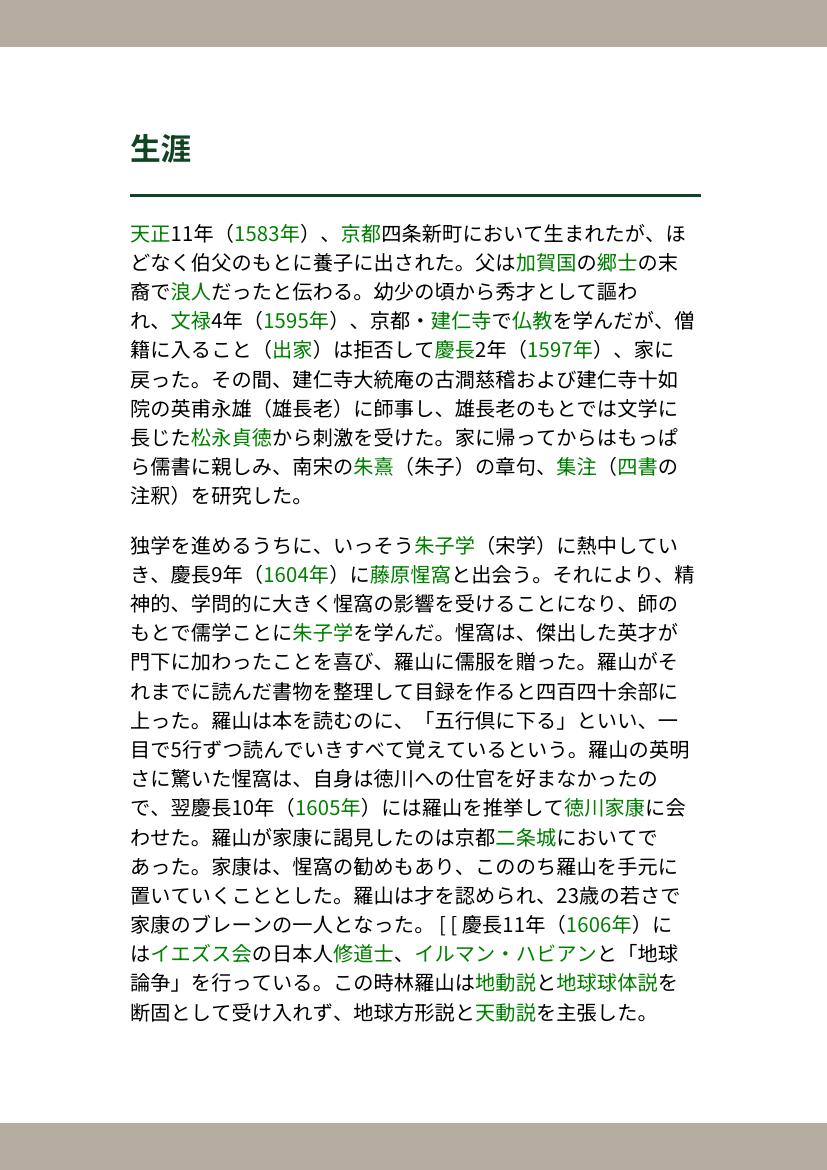 生涯
天正11年（1583年）、京都四条新町において生まれたが、ほ
どなく伯父のもとに養子に出された。父は加賀国の郷士の末
裔で浪人だったと伝わる。幼少の頃から秀才として謳わ
れ、文禄4年（1595年）、京都・建仁寺で仏教を学んだが、僧
籍に入ること（出家）は拒否して慶長2年（1597年）、家に
戻った。その間、建仁寺大統庵の古澗慈稽および建仁寺十如
院の英甫永雄（雄長老）に師事し、雄長老のもとでは文学に
長じた松永貞徳から刺激を受けた。家に帰ってからはもっぱ
ら儒書に親しみ、南宋の朱熹（朱子）の章句、集注（四書の
注釈）を研究した。
独学を進めるうちに、いっそう朱子学（宋学）に熱中してい
き、慶長9年（1604年）に藤原惺窩と出会う。それにより、精
神的、学問的に大きく惺窩の影響を受けることになり、師の
もとで儒学ことに朱子学を学んだ。惺窩は、傑出した英才が
門下に加わったことを喜び、羅山に儒服を贈った。羅山がそ
れまでに読んだ書物を整理して目録を作ると四百四十余部に
上った。羅山は本を読むのに、「五行倶に下る」といい、一
目で5行ずつ読んでいきすべて覚えているという。羅山の英明
さに驚いた惺窩は、自身は徳川への仕官を好まなかったの
で、翌慶長10年（1605年）には羅山を推挙して徳川家康に会
わせた。羅山が家康に謁見したのは京都二条城においてで
あった。家康は、惺窩の勧めもあり、こののち羅山を手元に
置いていくこととした。羅山は才を認められ、23歳の若さで
家康のブレーンの一人となった。 [ [ 慶長11年（1606年）に
はイエズス会の日本人修道士、イルマン・ハビアンと「地球
論争」を行っている。この時林羅山は地動説と地球球体説を
断固として受け入れず、地球方形説と天動説を主張した。